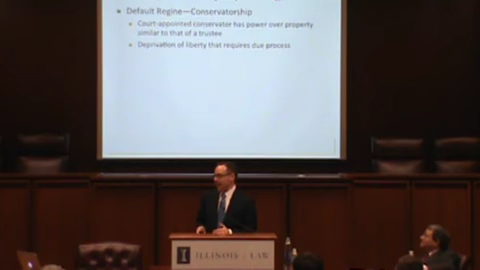 • Default Regine—Conservatorship
• Court-appointed conservator has power over property
similar to that of a trustee
• Deprivation of liberty that requires due process
I ILLINOIS LAW